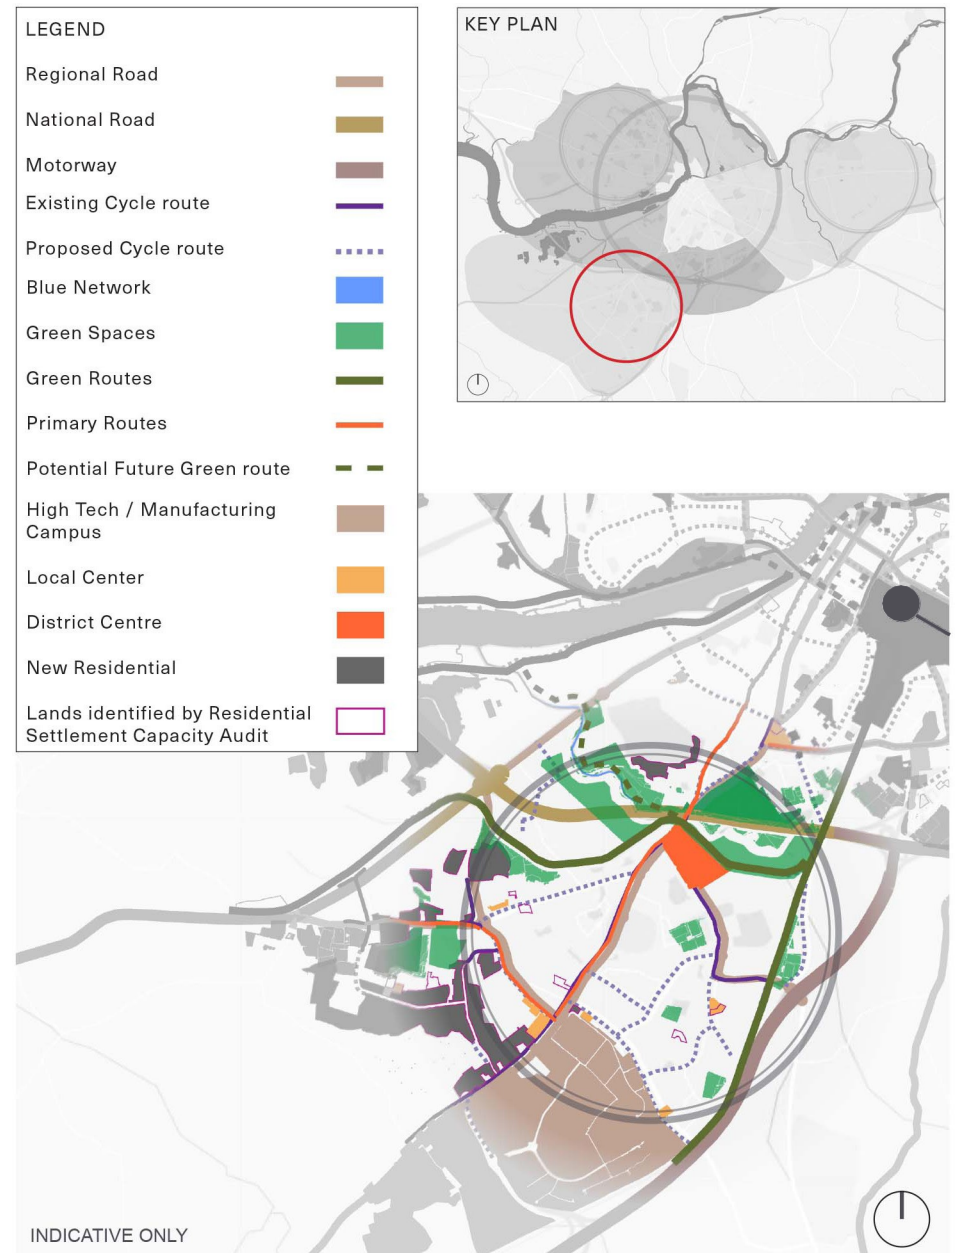 LEGEND
Regional Road
National Road
Motorway
Existing Cycle route
Proposed Cycle route
Blue Network
Green Spaces
Green Routes
Primary Routes
Potential Future Green route
High Tech / Manufacturing
Campus
Local Center
District Centre
New Residential
Lands identified by Residential
Settlement Capacity Audit
KEY PLAN
INDICATIVE ONLY